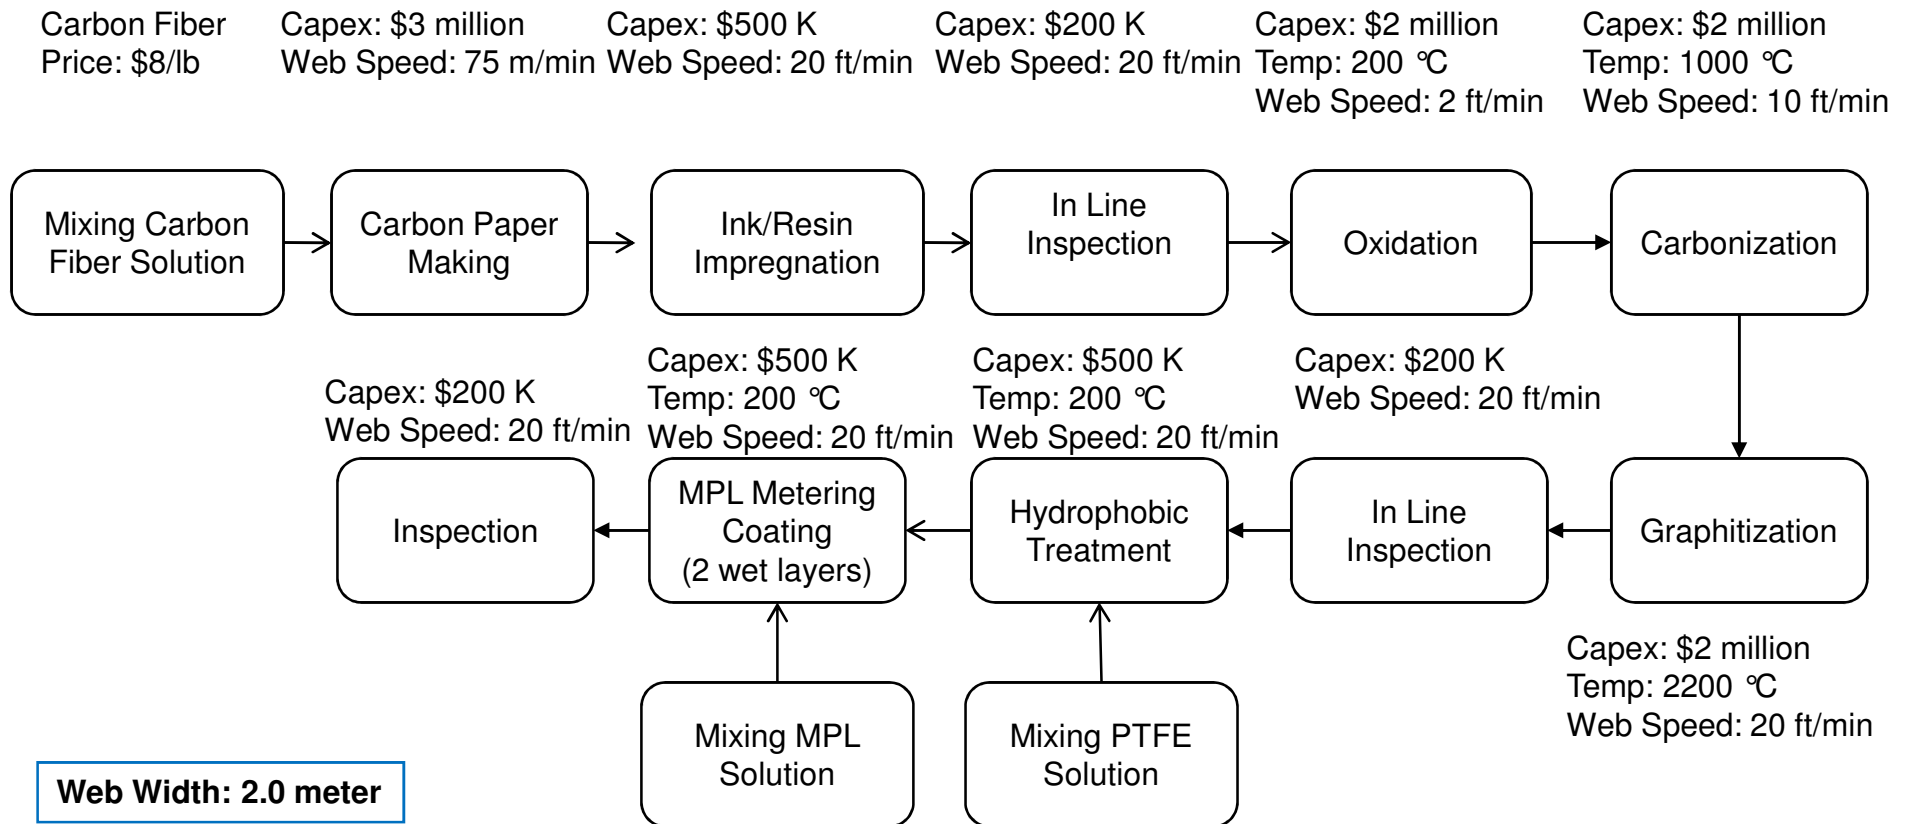 Carbon Fiber
Price: $8/lb
Capex: $3 million
Web Speed: 75 m/min
Capex: $500 K
Web Speed: 20 ft/min
Capex: $200 K
Web Speed: 20 ft/min
Capex: $2 million
Temp: 200 ℃
Web Speed: 2 ft/min
Capex: $2 million
Temp: 1000 ℃
Web Speed: 10 ft/min
Mixing Carbon
Fiber Solution
Carbon Paper
Making
Ink/Resin
Impregnation
In Line
Inspection
Oxidation
Carbonization
Capex: $200 K
Web Speed: 20 ft/min
Capex: $500 K
Temp: 200 ℃
Web Speed: 20 ft/min
Capex: $500 K
Temp: 200 ℃
Web Speed: 20 ft/min
Capex: $200 K
Web Speed: 20 ft/min
Inspection
MPL Metering
Coating
(2 wet layers)
Hydrophobic
Treatment
In Line
Inspection
Graphitization
Capex: $2 million
Temp: 2200 ℃
Web Speed: 20 ft/min
Mixing MPL
Solution
Mixing PTFE
Solution
Web Width: 2.0 meter